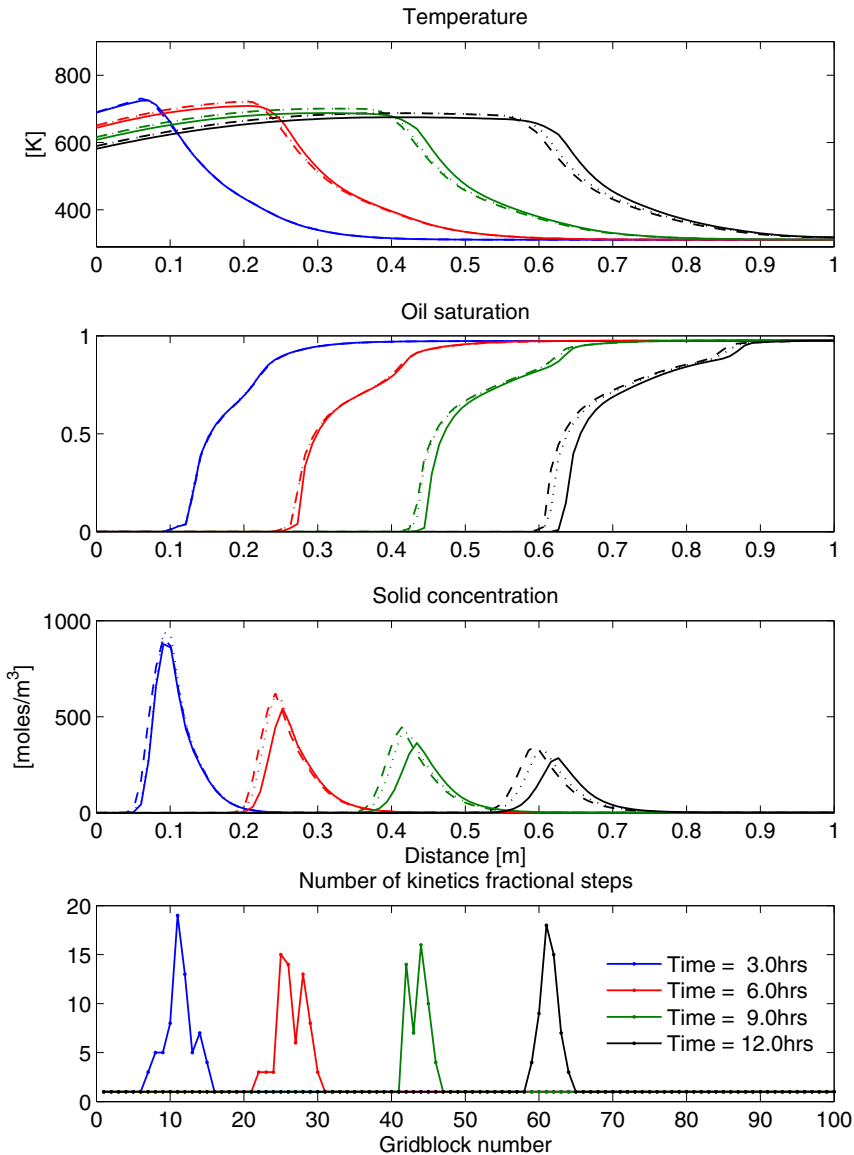 Temperature
800
600
400
[K]
0 0.1 0.2 0.3 0.4 0.5 0.6 0.7 0.8 0.9 1
Oil saturation
1
0.5
0
0 0.1 0.2 0.3 0.4 0.5 0.6 0.7 0.8 0.9 1
Solid concentration
1000
500
0
[moles/m³]
0 0.1 0.2 0.3 0.4 0.5 0.6 0.7 0.8 0.9 1
Distance [m]
Number of kinetics fractional steps
20
15
10
5
0
Time = 3.0hrs
Time = 6.0hrs
Time = 9.0hrs
Time = 12.0hrs
0 10 20 30 40 50 60 70 80 90 100
Gridblock number